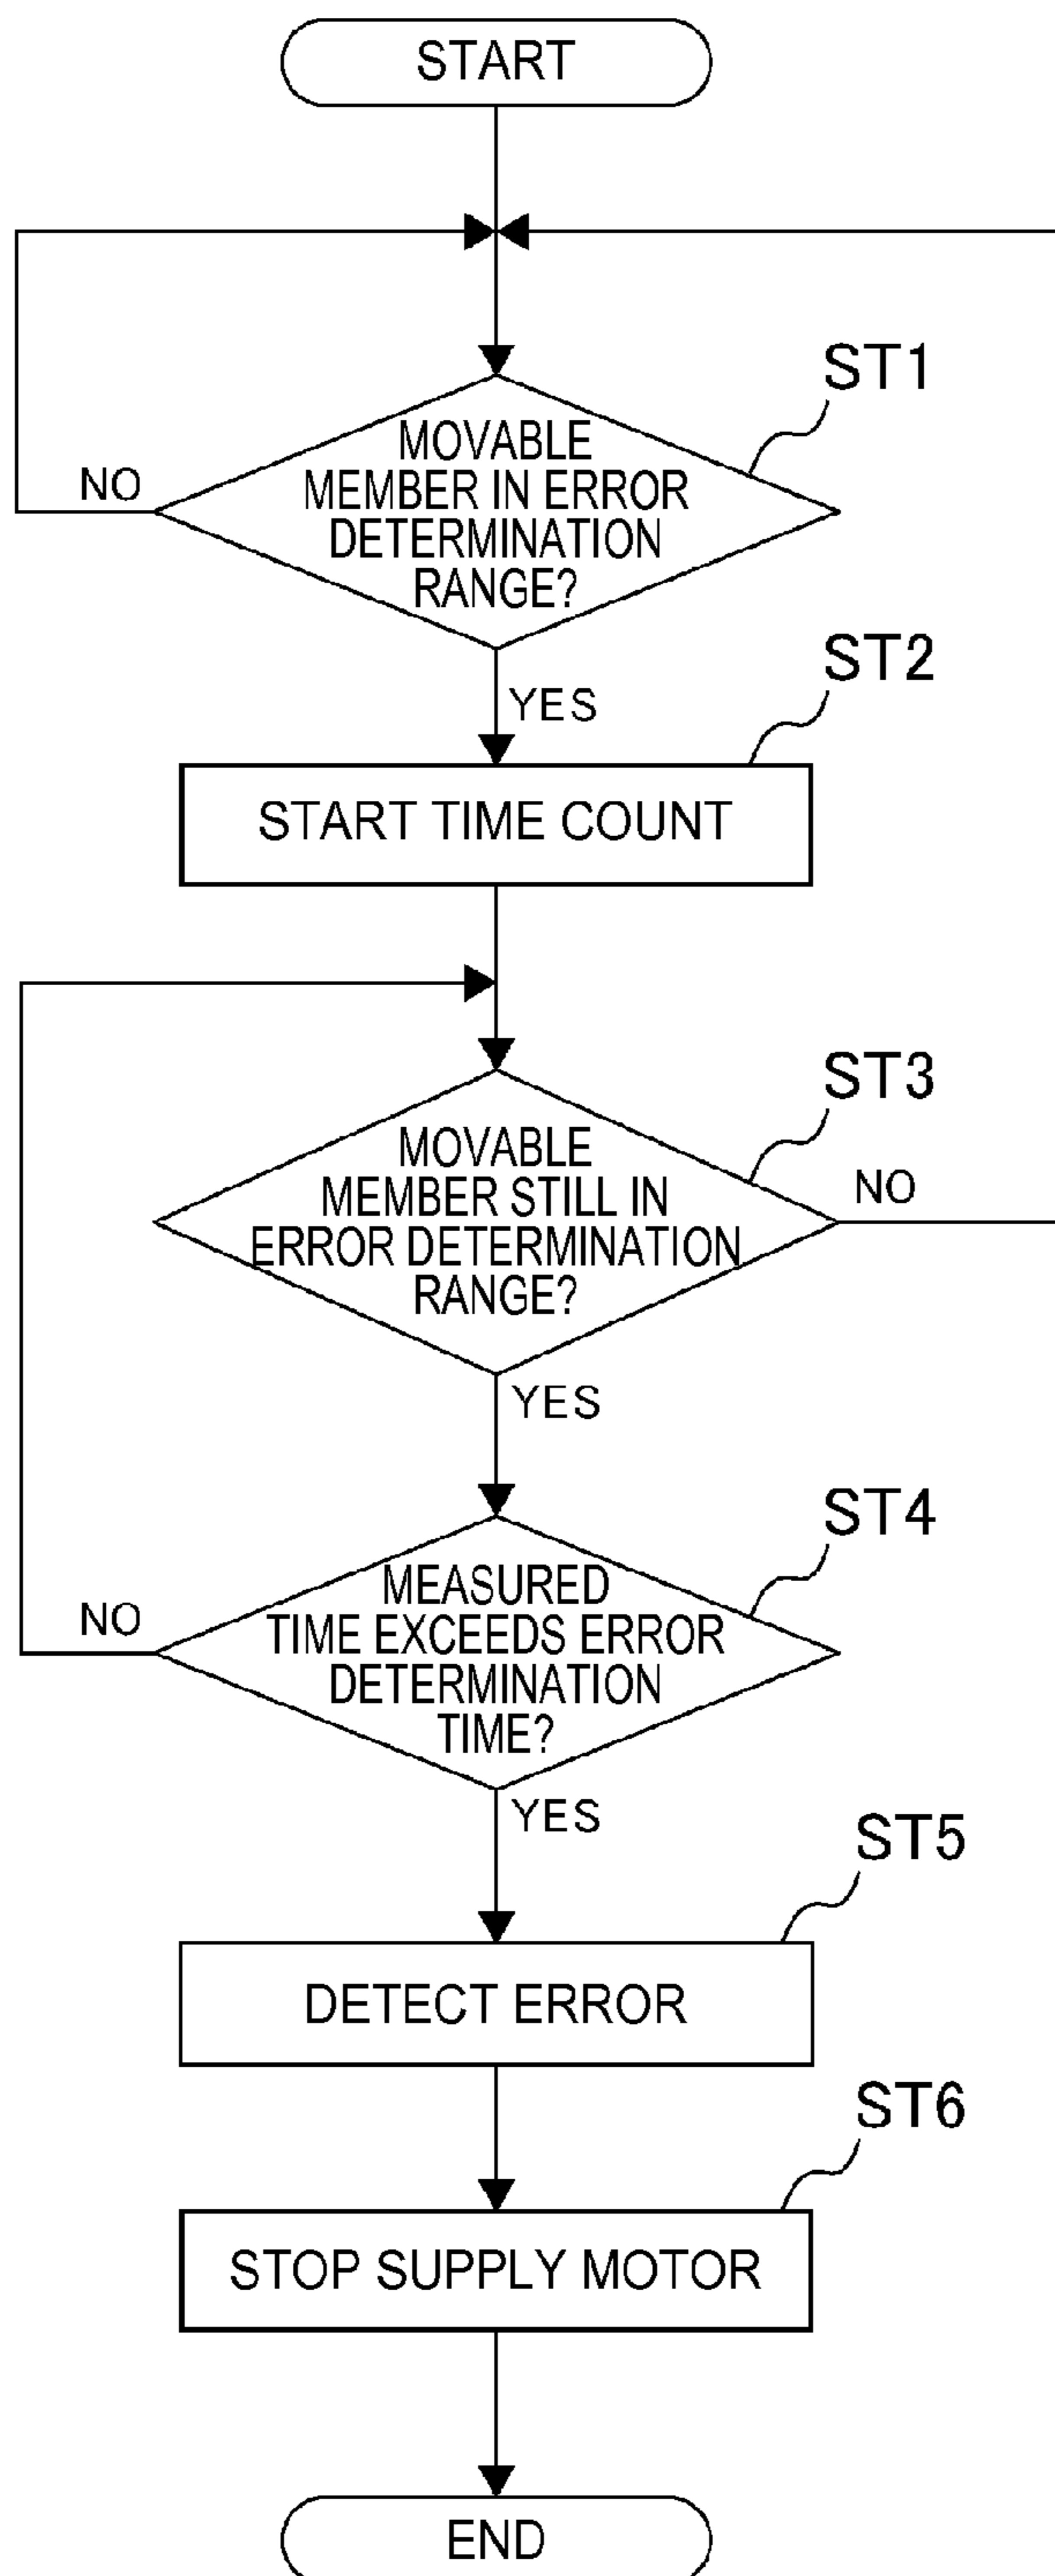 START
ST1
MOVABLE
MEMBER IN ERROR
DETERMINATION
RANGE?
NO
YES
ST2
START TIME COUNT
ST3
MOVABLE
MEMBER STILL IN
ERROR DETERMINATION
RANGE?
NO
YES
ST4
MEASURED
TIME EXCEEDS ERROR
DETERMINATION
TIME?
NO
YES
ST5
DETECT ERROR
ST6
STOP SUPPLY MOTOR
END